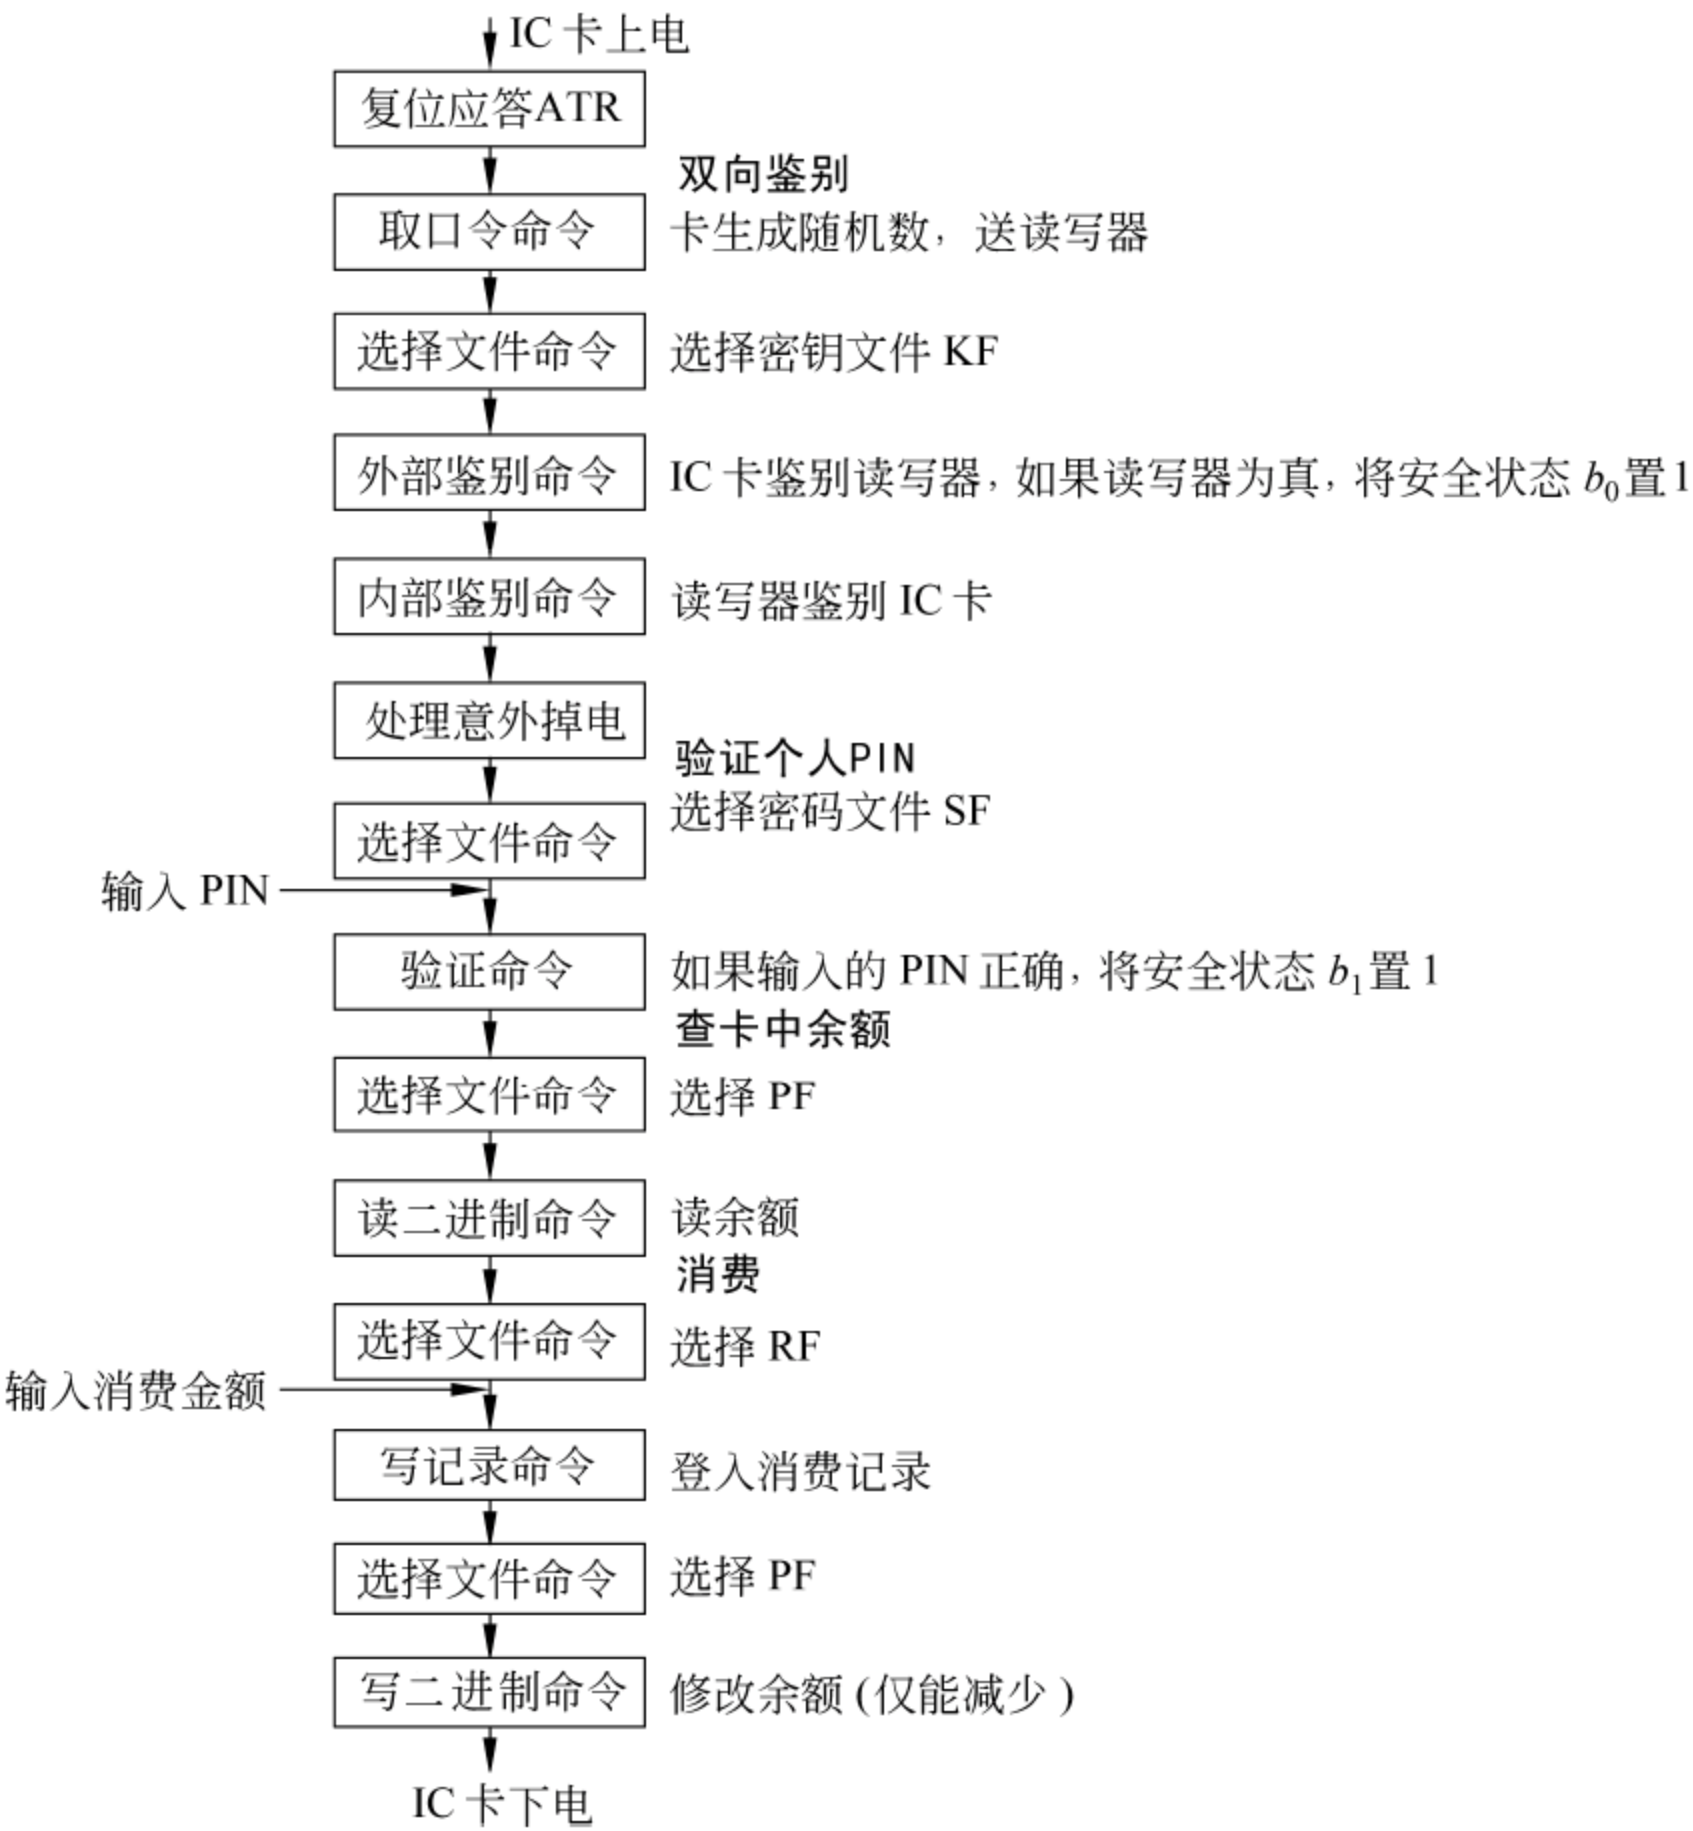 IC 卡上电
复位应答ATR
双向鉴别
取口令命令
卡生成随机数，送读写器
选择文件命令
选择密钥文件 KF
外部鉴别命令
IC 卡鉴别读写器，如果读写器为真，将安全状态 b₀置1
内部鉴别命令
读写器鉴别 IC 卡
处理意外掉电
验证个人PIN
选择密码文件 SF
选择文件命令
输入 PIN
验证命令
如果输入的 PIN 正确，将安全状态 b₁置 1
查卡中余额
选择文件命令
选择 PF
读二进制命令
读余额
消费
选择文件命令
选择 RF
输入消费金额
写记录命令
登入消费记录
选择文件命令
选择 PF
写二进制命令
修改余额 (仅能减少 )
IC 卡下电